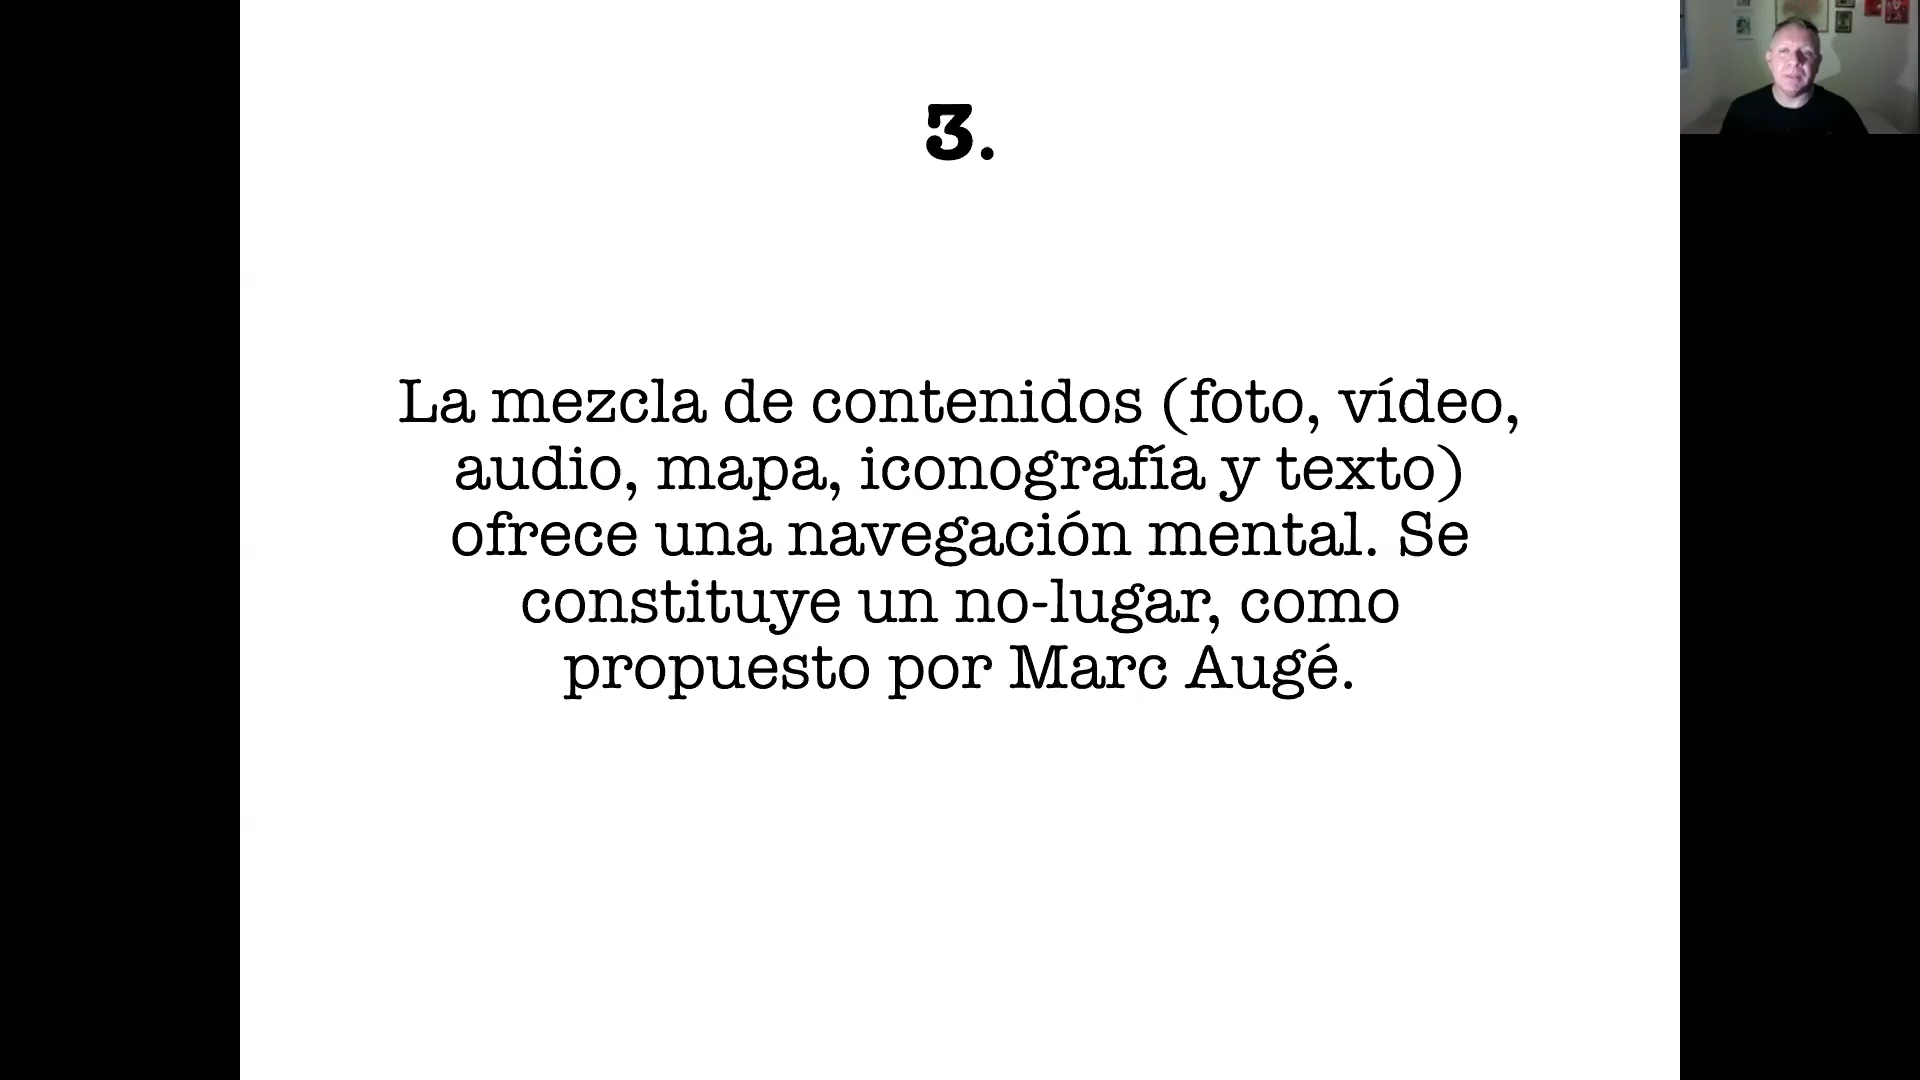 3.
La mezcla de contenidos (foto, vídeo,
audio, mapa, iconografía y texto)
ofrece una navegación mental. Se
constituye un no-lugar, como
propuesto por Marc Augé.